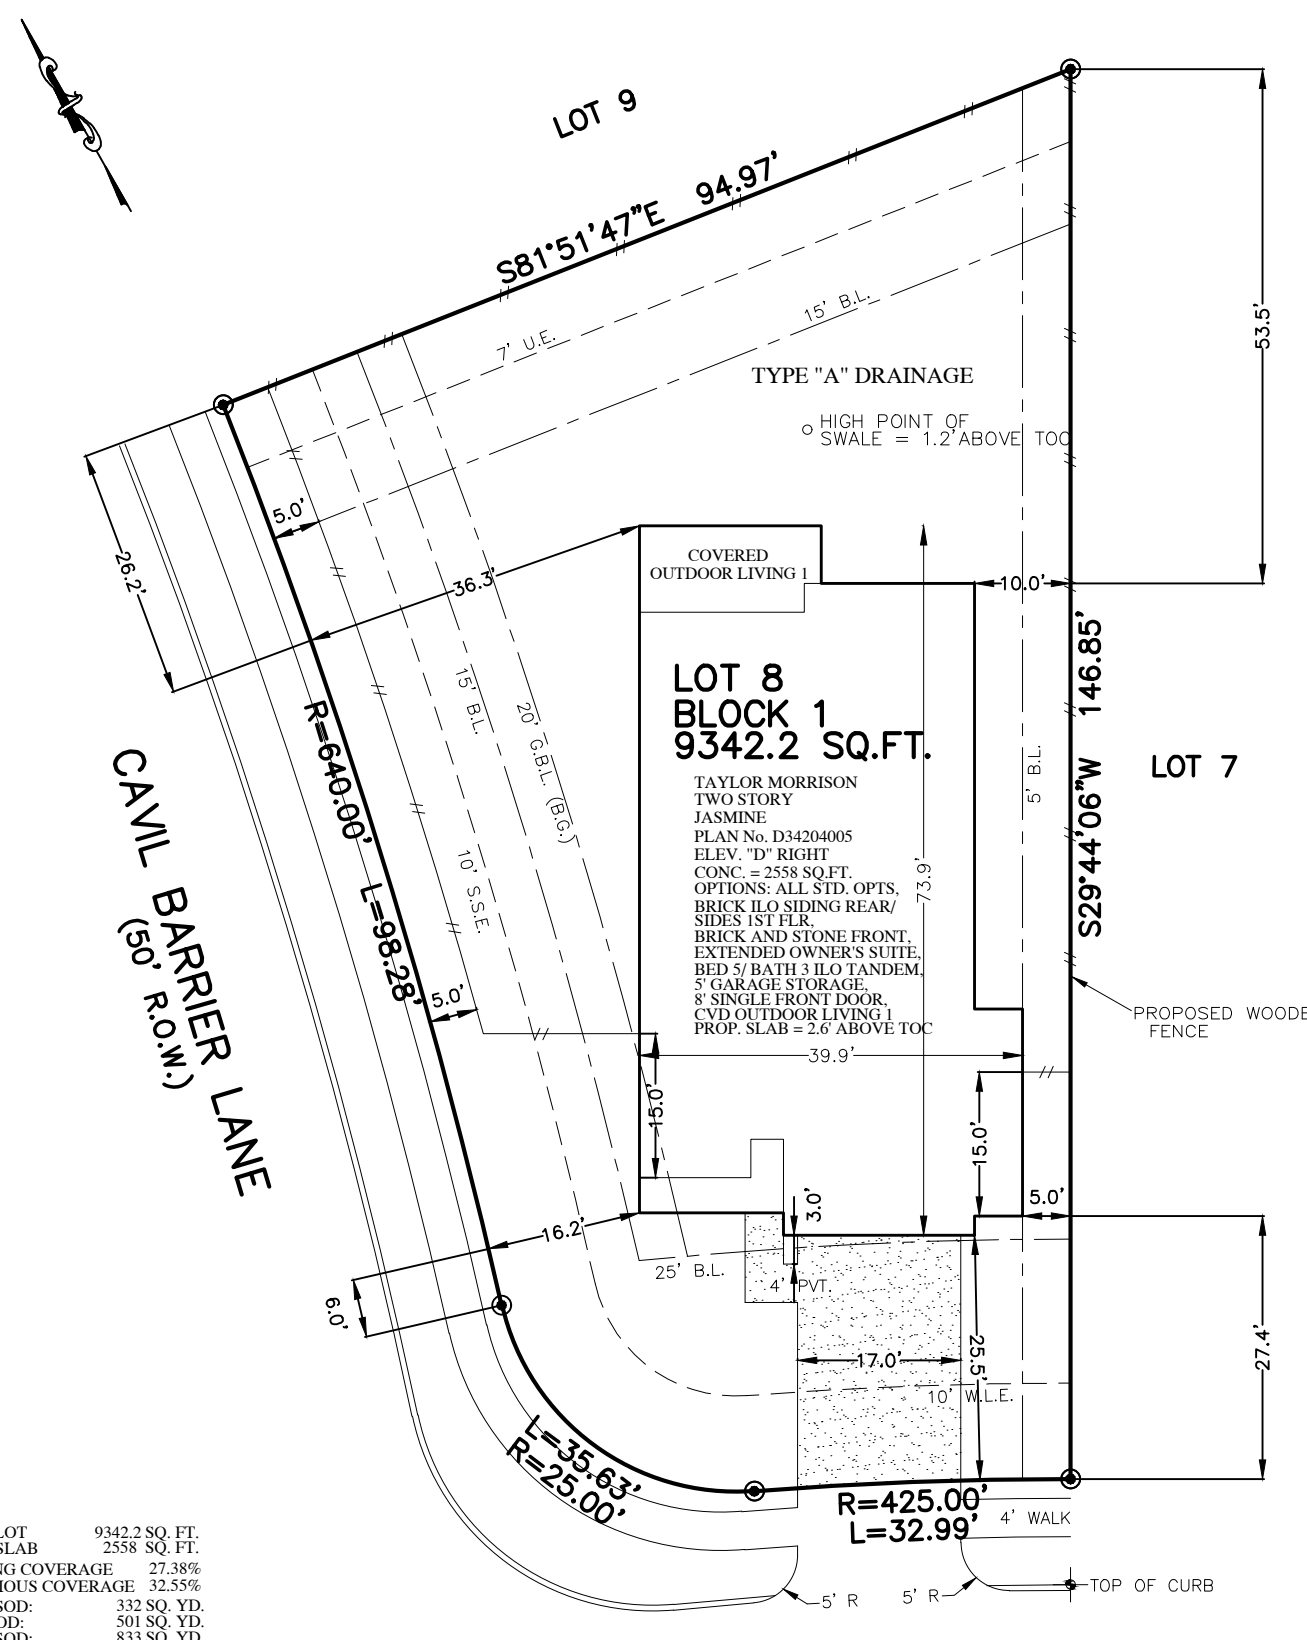 LOT 9
S81°51'47"E 94.97'
7' U.E.
15' B.L.
53.5'
TYPE "A" DRAINAGE
HIGH POINT OF
SWALE = 1.2' ABOVE TOC
5.0'
26.2'
36.3'
COVERED
OUTDOOR LIVING 1
10.0'
LOT 8
BLOCK 1
9342.2 SQ.FT.
15' B.L.
20' G.B.L. (B.G.)
10' S.S.E.
R=640.00' L=98.28'
CAVIL BARRIER LANE
(50' R.O.W.)
TAYLOR MORRISON
TWO STORY
JASMINE
PLAN No. D34204005
ELEV. "D" RIGHT
CONC. = 2558 SQ.FT.
OPTIONS: ALL STD. OPTS,
BRICK ILO SIDING REAR/
SIDES 1ST FLR,
BRICK AND STONE FRONT,
EXTENDED OWNER'S SUITE,
BED 5/ BATH 3 ILO TANDEM,
5' GARAGE STORAGE,
8' SINGLE FRONT DOOR,
CVD OUTDOOR LIVING 1
PROP. SLAB = 2.6' ABOVE TOC
73.9'
5' B.L.
S29°44'06"W 146.85'
LOT 7
5.0'
PROPOSED WOODE
FENCE
39.9'
15.0'
15.0'
16.2'
3.0'
5.0'
25' B.L.
4' PVT.
6.0'
17.0'
25.5'
10' W.L.E.
27.4'
L=35.63'
R=25.00'
R=425.00'
L=32.99'
4' WALK
5' R
5' R
TOP OF CURB
LOT 9342.2 SQ. FT.
SLAB 2558 SQ. FT.
NG COVERAGE 27.38%
IOUS COVERAGE 32.55%
SOD: 332 SQ. YD.
OD: 501 SQ. YD.
SOD: 833 SQ. YD.